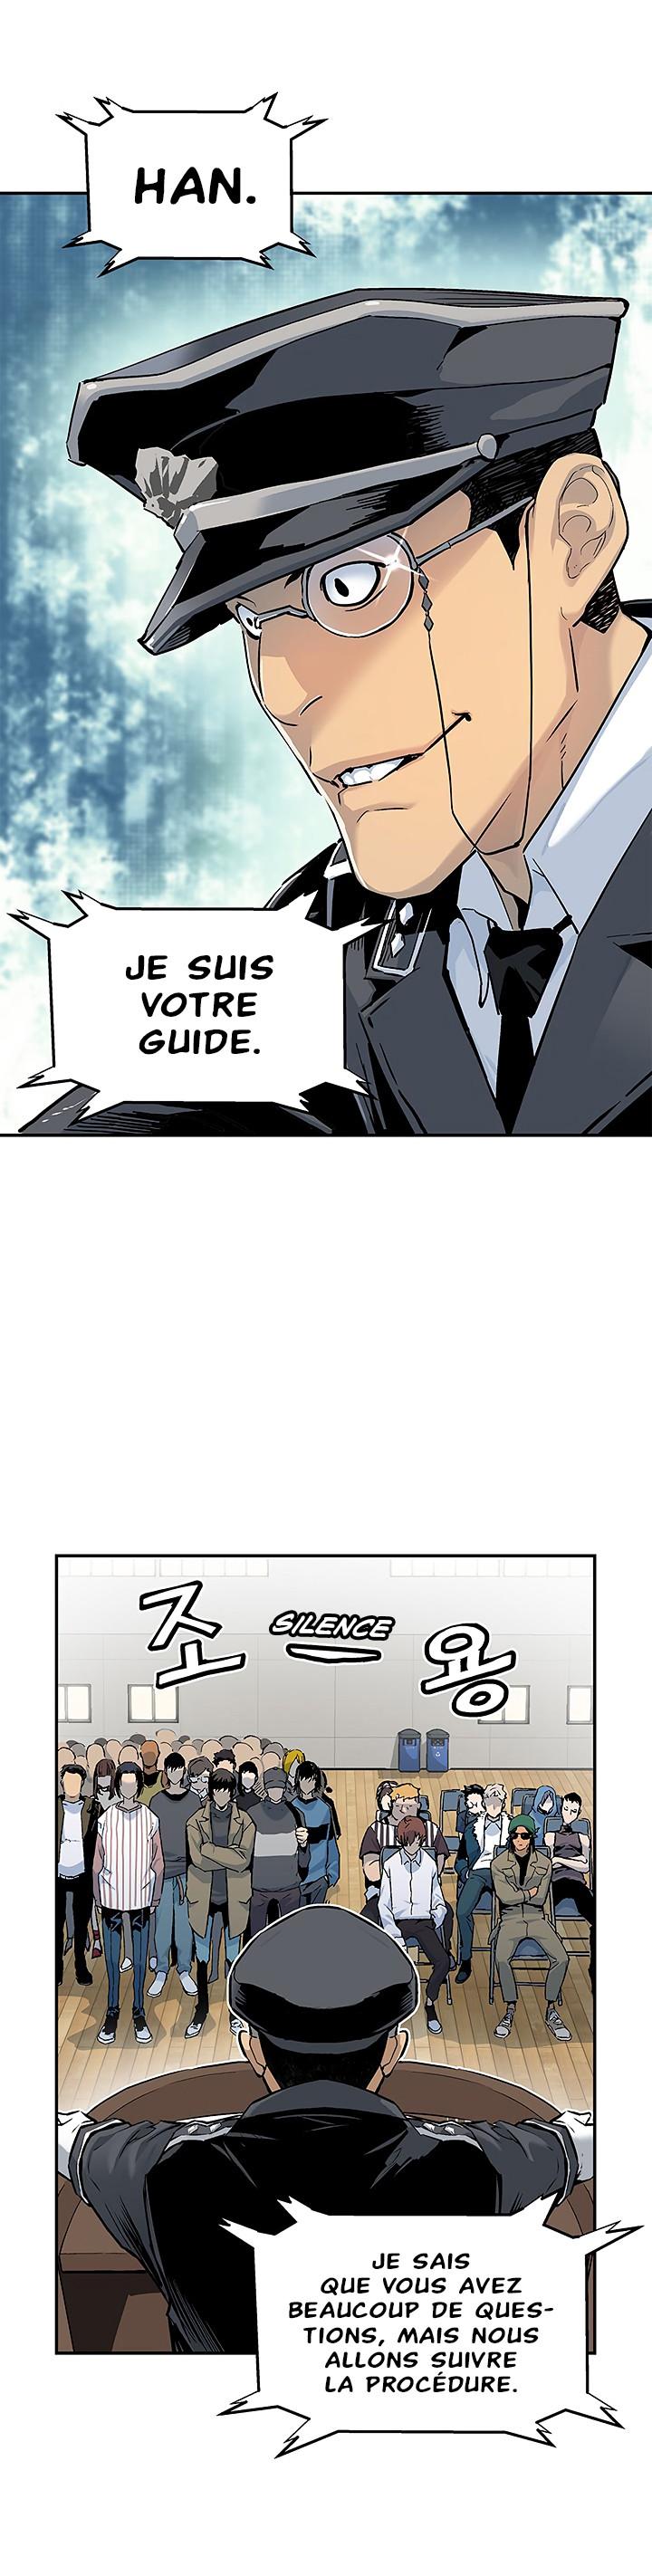 HAN.
JE SUIS
VOTRE
GUIDE.
조 SILENCE 용
JE SAIS
QUE VOUS AVEZ
BEAUCOUP DE QUES-
TIONS, MAIS NOUS
ALLONS SUIVRE
LA PROCÉDURE.